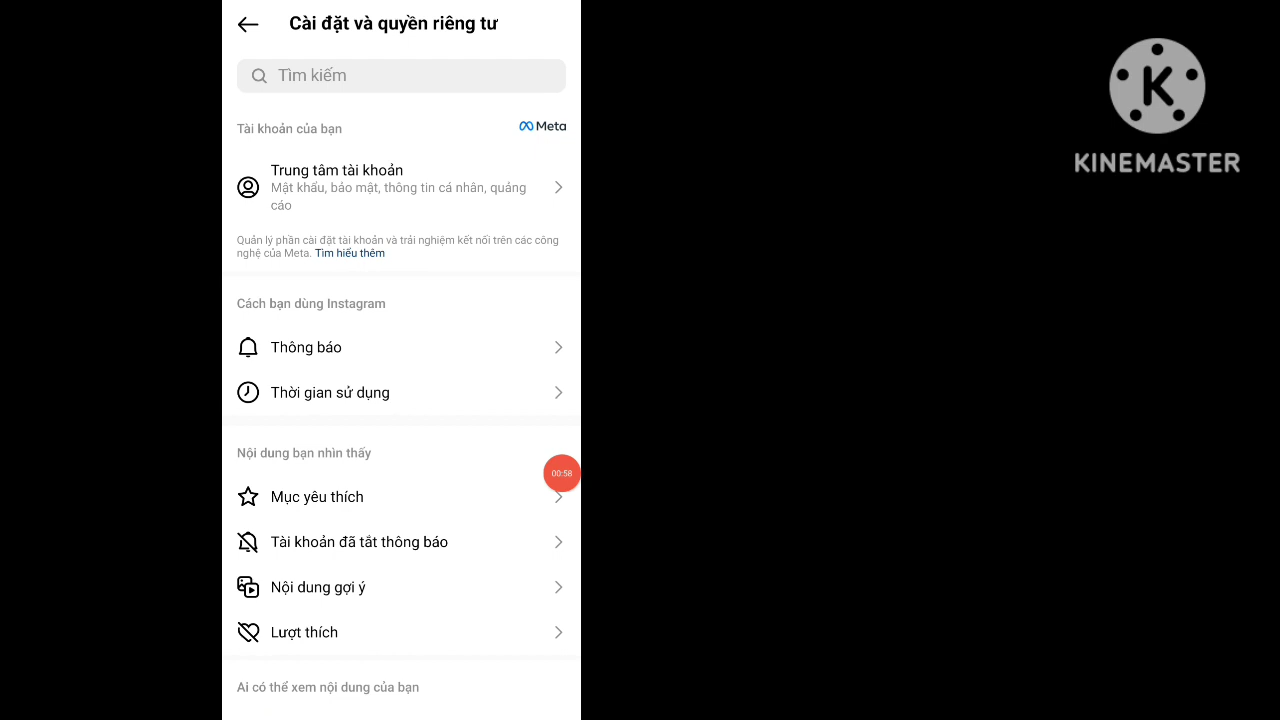 Cài đặt và quyền riêng tư
Tìm kiếm
Tài khoản của bạn
Meta
Trung tâm tài khoản
Mật khẩu, bảo mật, thông tin cá nhân, quảng
cáo
Quản lý phần cài đặt tài khoản và trải nghiệm kết nối trên các công
nghệ của Meta. Tìm hiểu thêm
Cách bạn dùng Instagram
Thông báo
Thời gian sử dụng
Nội dung bạn nhìn thấy
00:58
Mục yêu thích
Tài khoản đã tắt thông báo
Nội dung gợi ý
Lượt thích
Ai có thể xem nội dung của bạn
K
KINEMASTER